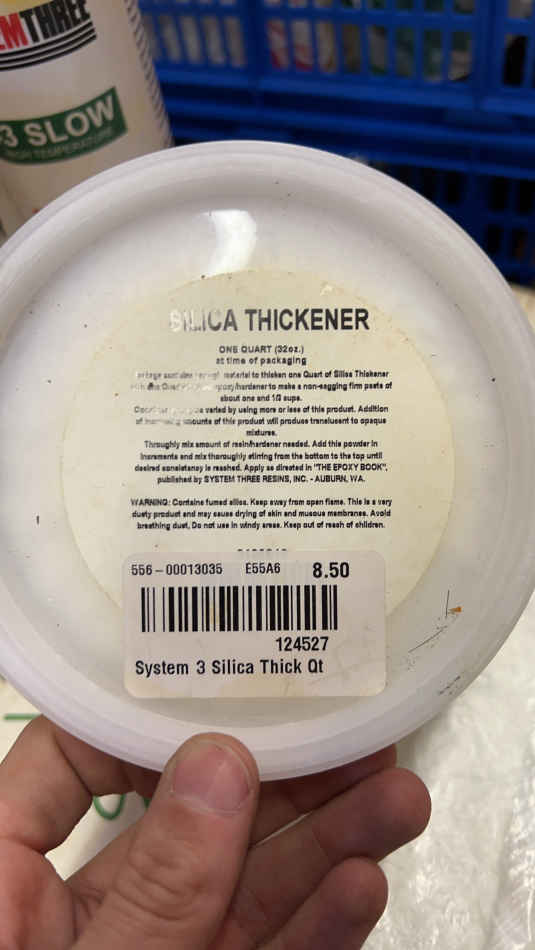 EMTHREE
3 SLOW
HIGH TEMPERATURE
SILICA THICKENER
ONE QUART (32oz.)
at time of packaging
material to thicken one Quart of Silica Thickener
epoxy/hardener to make a non-sagging firm paste of
about one and 1/2 cups.
be varied by using more or less of this product. Addition
of increasing amounts of this product will produce translucent to opaque
mixtures.
Throughly mix amount of resin/hardener needed. Add this powder in
increments and mix thoroughly stirring from the bottom to the top until
desired consistancy is reached. Apply as directed in "THE EPOXY BOOK",
published by SYSTEM THREE RESINS, INC. - AUBURN, WA.
WARNING: Contains fumed silica. Keep away from open flame. This is a very
dusty product and may cause drying of skin and mucous membranes. Avoid
breathing dust, Do not use in windy areas. Keep out of reach of children.
556-00013035 E55A6 8.50
124527
System 3 Silica Thick Qt